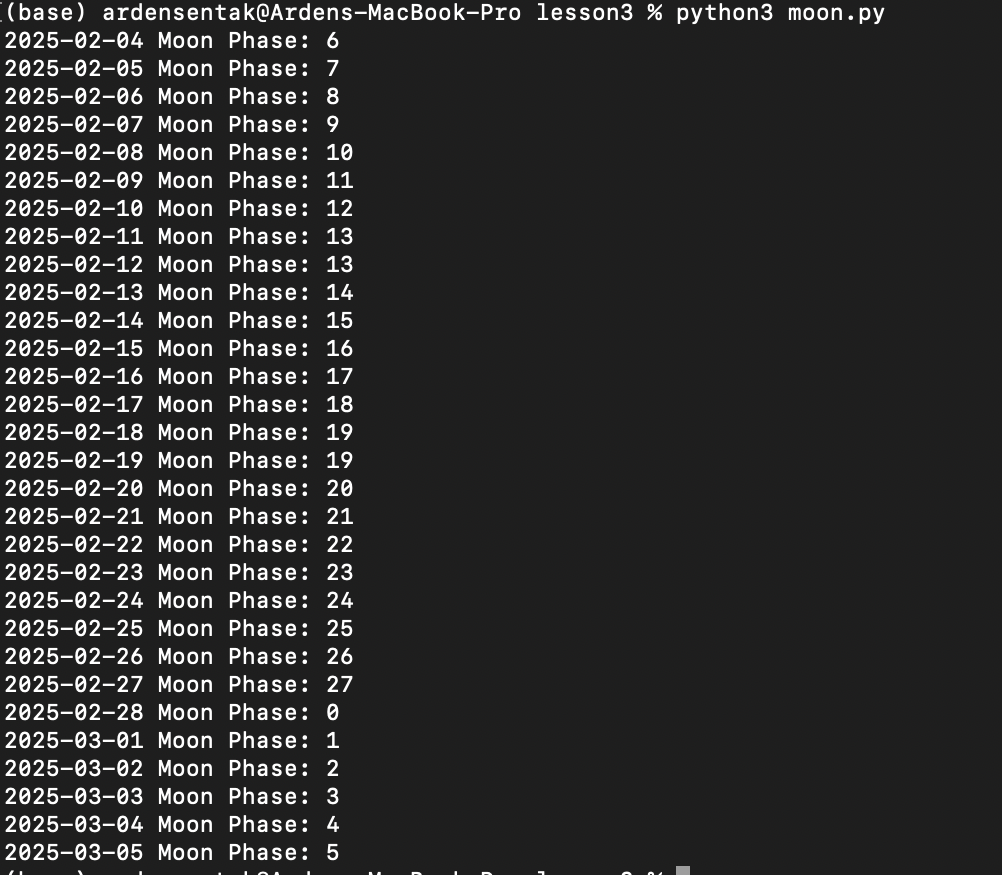 (base) ardensentak@Ardens-MacBook-Pro lesson3 % python3 moon.py
2025-02-04 Moon Phase: 6
2025-02-05 Moon Phase: 7
2025-02-06 Moon Phase: 8
2025-02-07 Moon Phase: 9
2025-02-08 Moon Phase: 10
2025-02-09 Moon Phase: 11
2025-02-10 Moon Phase: 12
2025-02-11 Moon Phase: 13
2025-02-12 Moon Phase: 13
2025-02-13 Moon Phase: 14
2025-02-14 Moon Phase: 15
2025-02-15 Moon Phase: 16
2025-02-16 Moon Phase: 17
2025-02-17 Moon Phase: 18
2025-02-18 Moon Phase: 19
2025-02-19 Moon Phase: 19
2025-02-20 Moon Phase: 20
2025-02-21 Moon Phase: 21
2025-02-22 Moon Phase: 22
2025-02-23 Moon Phase: 23
2025-02-24 Moon Phase: 24
2025-02-25 Moon Phase: 25
2025-02-26 Moon Phase: 26
2025-02-27 Moon Phase: 27
2025-02-28 Moon Phase: 0
2025-03-01 Moon Phase: 1
2025-03-02 Moon Phase: 2
2025-03-03 Moon Phase: 3
2025-03-04 Moon Phase: 4
2025-03-05 Moon Phase: 5